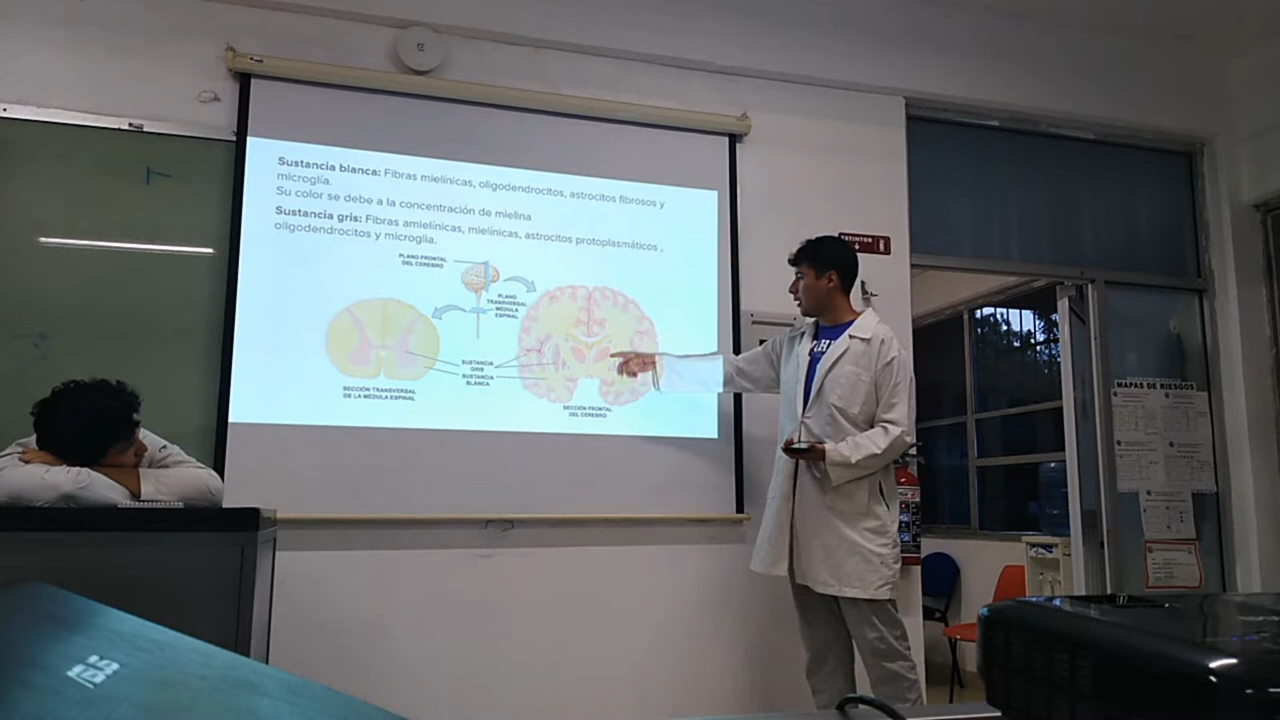 Sustancia blanca: Fibras mielínicas, oligodendrocitos, astrocitos fibrosos y
microglía.
Su color se debe a la concentración de mielina
Sustancia gris: Fibras amielínicas, mielínicas, astrocitos protoplasmáticos ,
oligodendrocitos y microglia.
PLANO FRONTAL
DEL CEREBRO
PLANO
TRANSVERSAL
MÉDULA
ESPINAL
SUSTANCIA
GRIS
SUSTANCIA
BLANCA
SECCIÓN TRANSVERSAL
DE LA MÉDULA ESPINAL
SECCIÓN FRONTAL
DEL CEREBRO
EXTINTOR
MAPAS DE RIESGOS